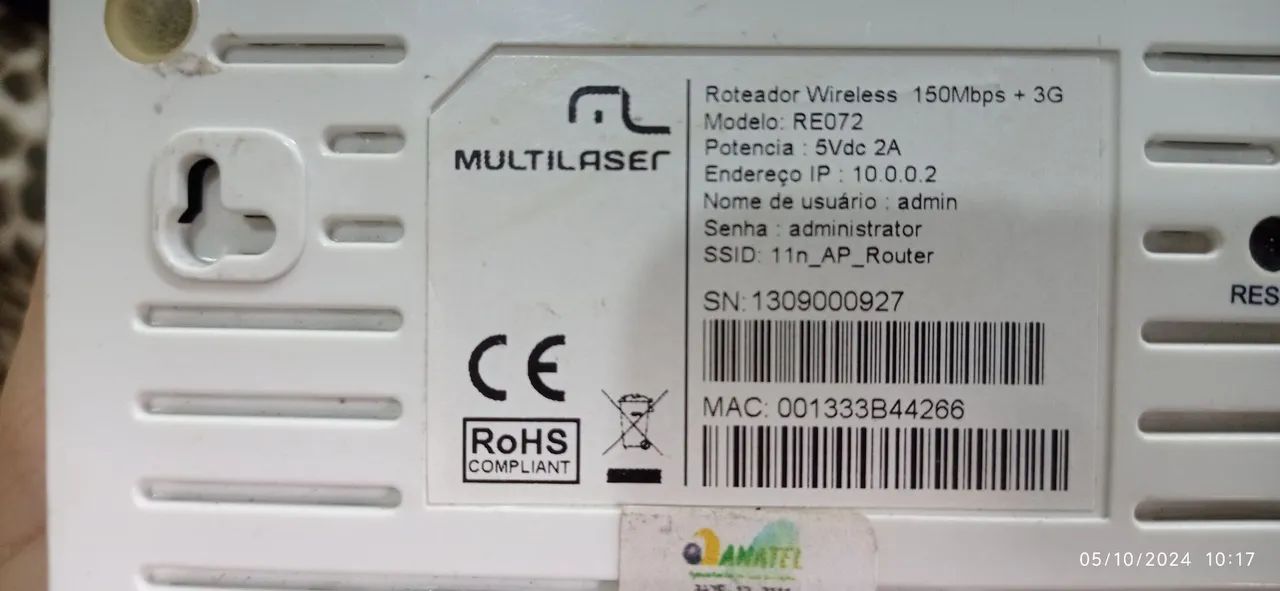 MULTILASER
Roteador Wireless 150Mbps + 3G
Modelo: RE072
Potencia : 5Vdc 2A
Endereço IP : 10.0.0.2
Nome de usuário : admin
Senha : administrator
SSID: 11n_AP_Router
SN: 1309000927
MAC: 001333B44266
CE
RoHS
COMPLIANT
RES
ANATEL
05/10/2024 10:17